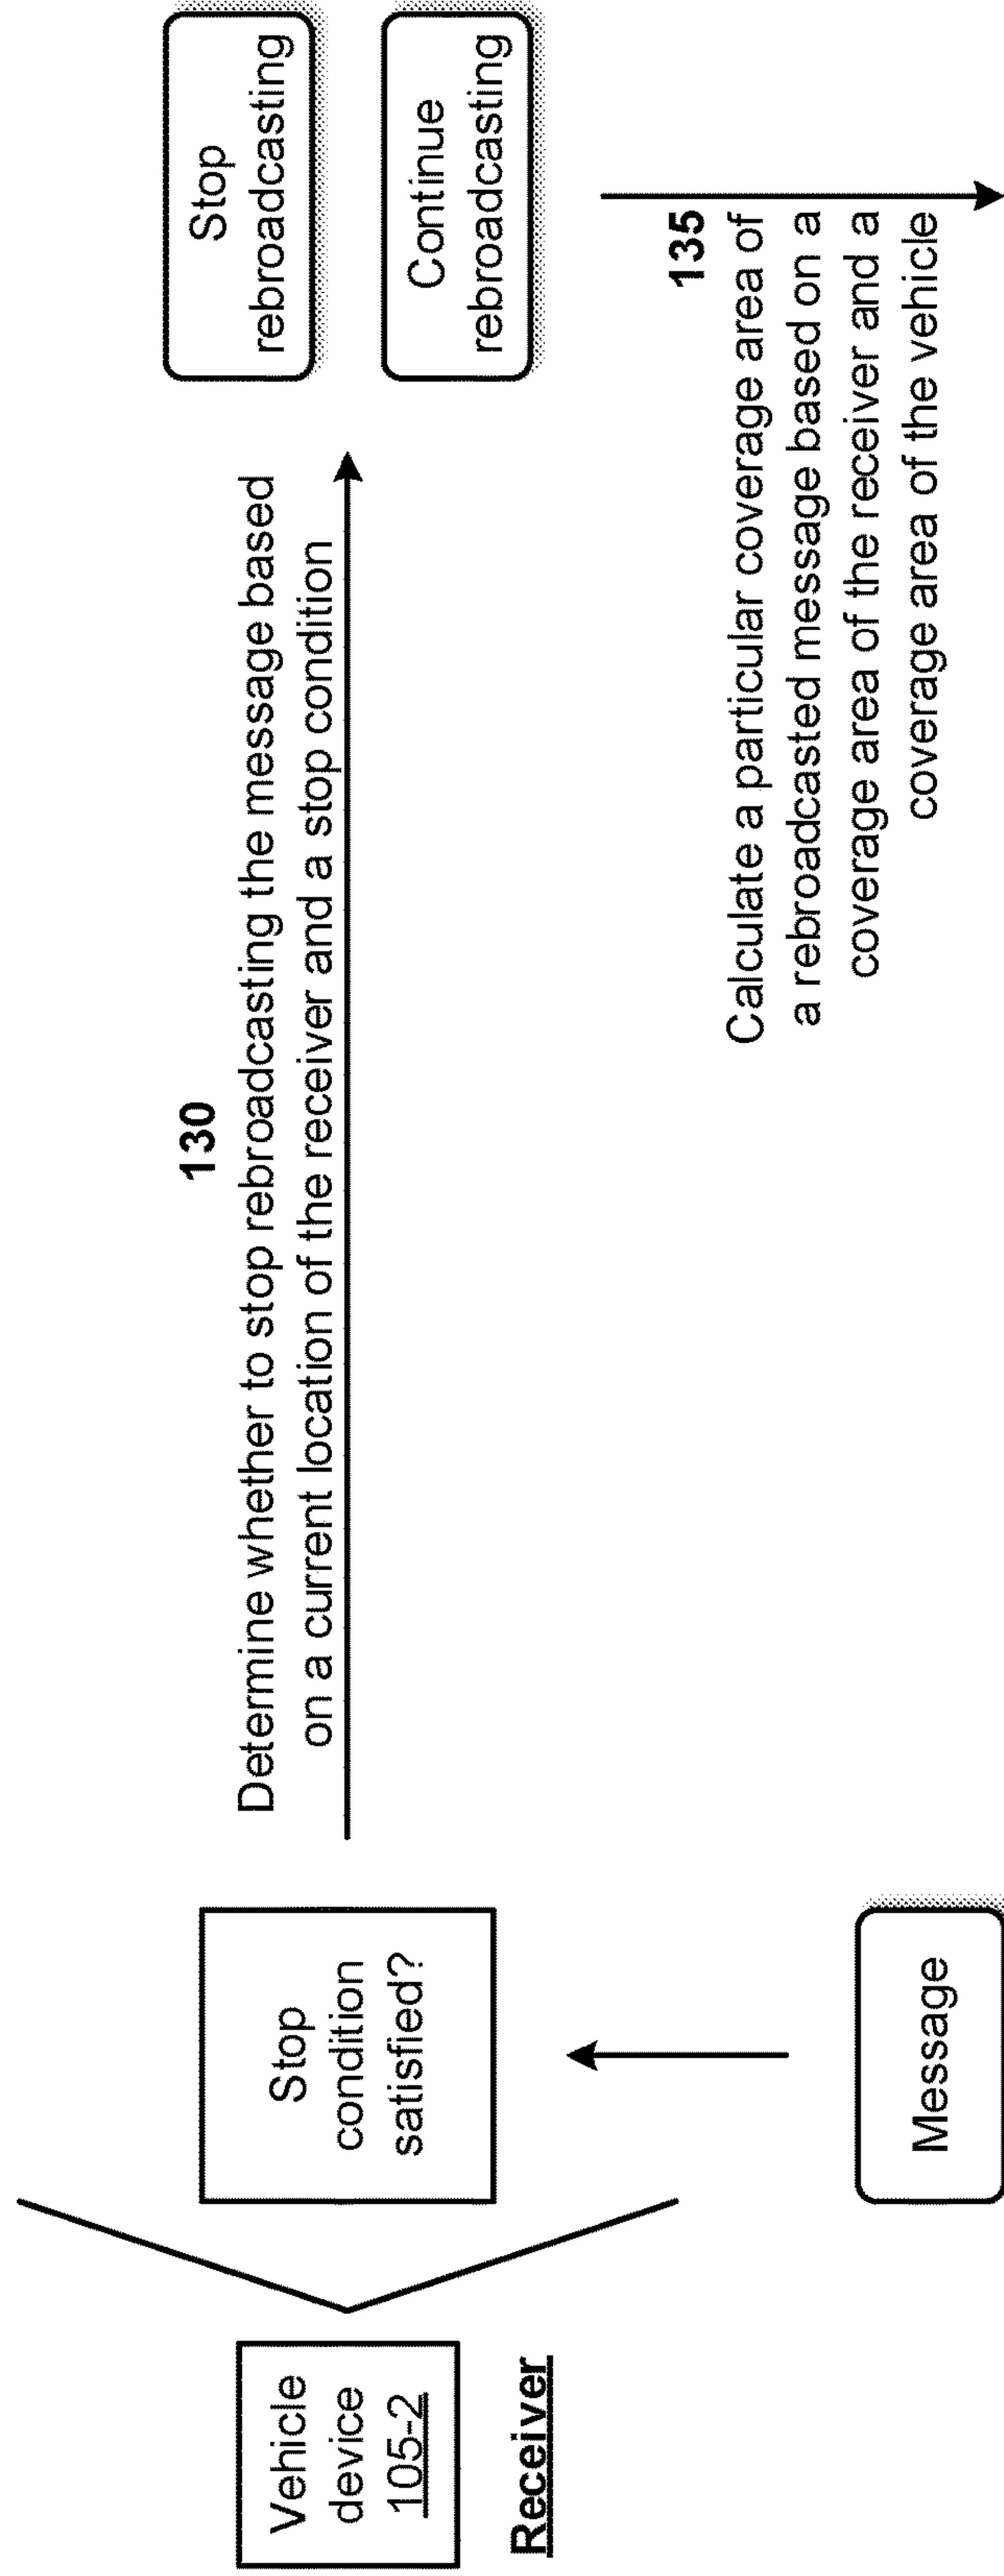 Vehicle
device
105-2
Receiver
Stop
condition
satisfied?
Message
130
Determine whether to stop rebroadcasting the message based
on a current location of the receiver and a stop condition
Stop
rebroadcasting
Continue
rebroadcasting
135
Calculate a particular coverage area of
a rebroadcasted message based on a
coverage area of the receiver and a
coverage area of the vehicle